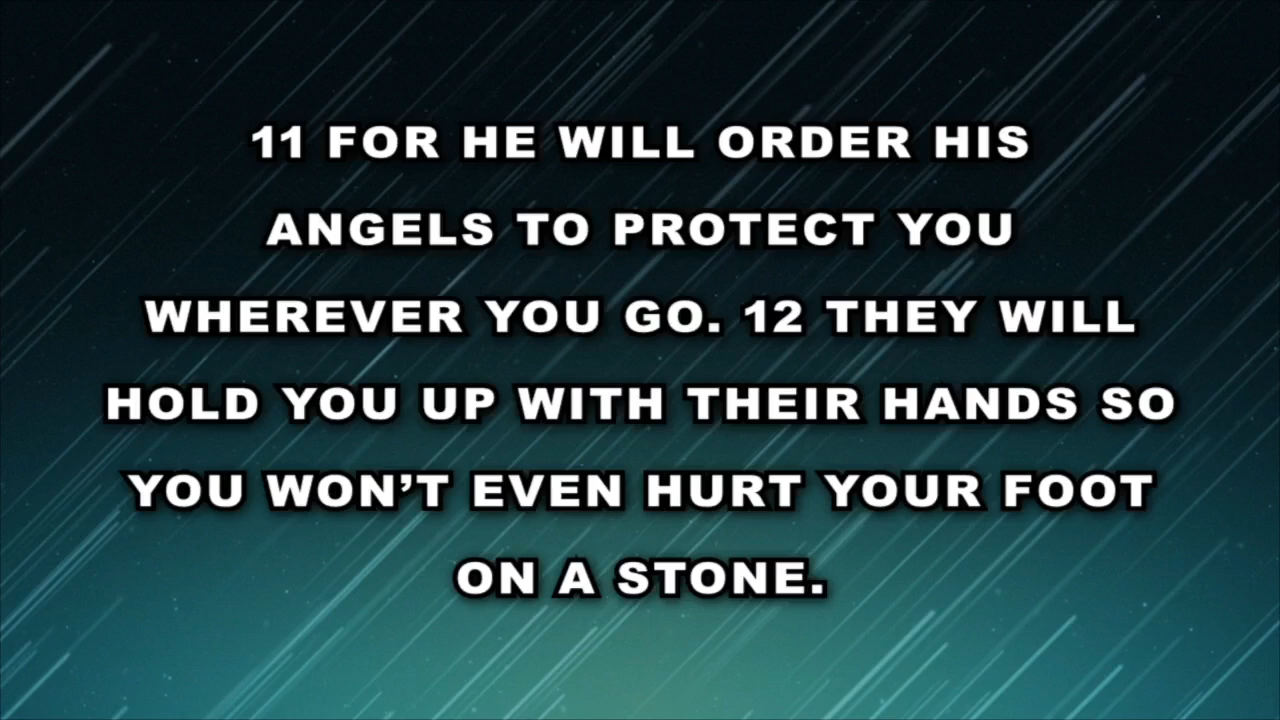 11 FOR HE WILL ORDER HIS
ANGELS TO PROTECT YOU
WHEREVER YOU GO. 12 THEY WILL
HOLD YOU UP WITH THEIR HANDS SO
YOU WON’T EVEN HURT YOUR FOOT
ON A STONE.